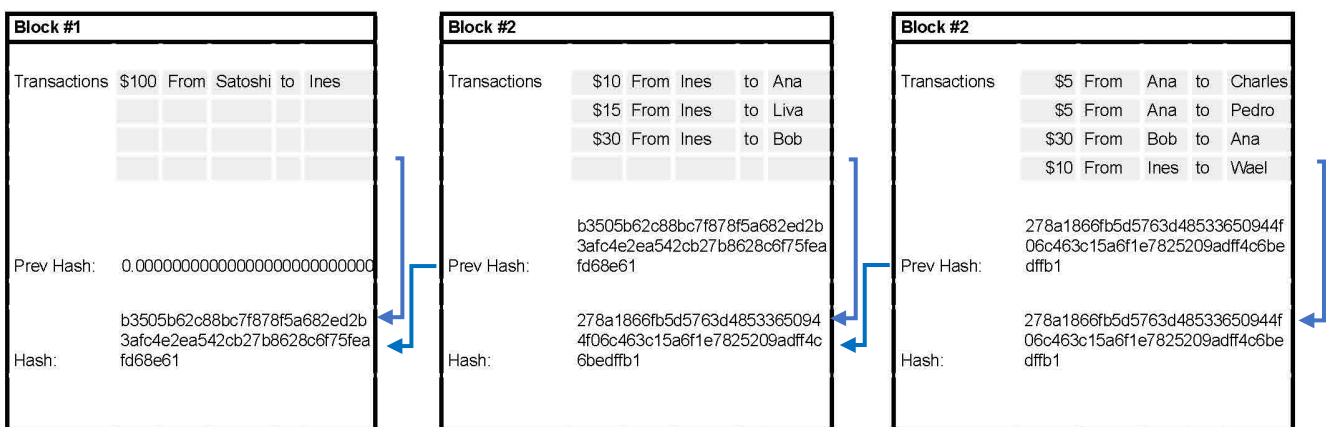 Block #1
Transactions $100 From Satoshi to Ines
Prev Hash: 0.00000000000000000000000000
Hash:
b3505b62c88bc7f878f5a682ed2b
3afc4e2ea542cb27b8628c6f75fea
fd68e61
Block #2
Transactions $10 From Ines to Ana
$15 From Ines to Liva
$30 From Ines to Bob
Prev Hash:
b3505b62c88bc7f878f5a682ed2b
3afc4e2ea542cb27b8628c6f75fea
fd68e61
Hash:
278a1866fb5d5763d4853365094
4f06c463c15a6f1e7825209adff4c
6bedffb1
Block #2
Transactions $5 From Ana to Charles
$5 From Ana to Pedro
$30 From Bob to Ana
$10 From Ines to Wael
Prev Hash:
278a1866fb5d5763d48533650944f
06c463c15a6f1e7825209adff4c6be
dffb1
Hash:
278a1866fb5d5763d48533650944f
06c463c15a6f1e7825209adff4c6be
dffb1